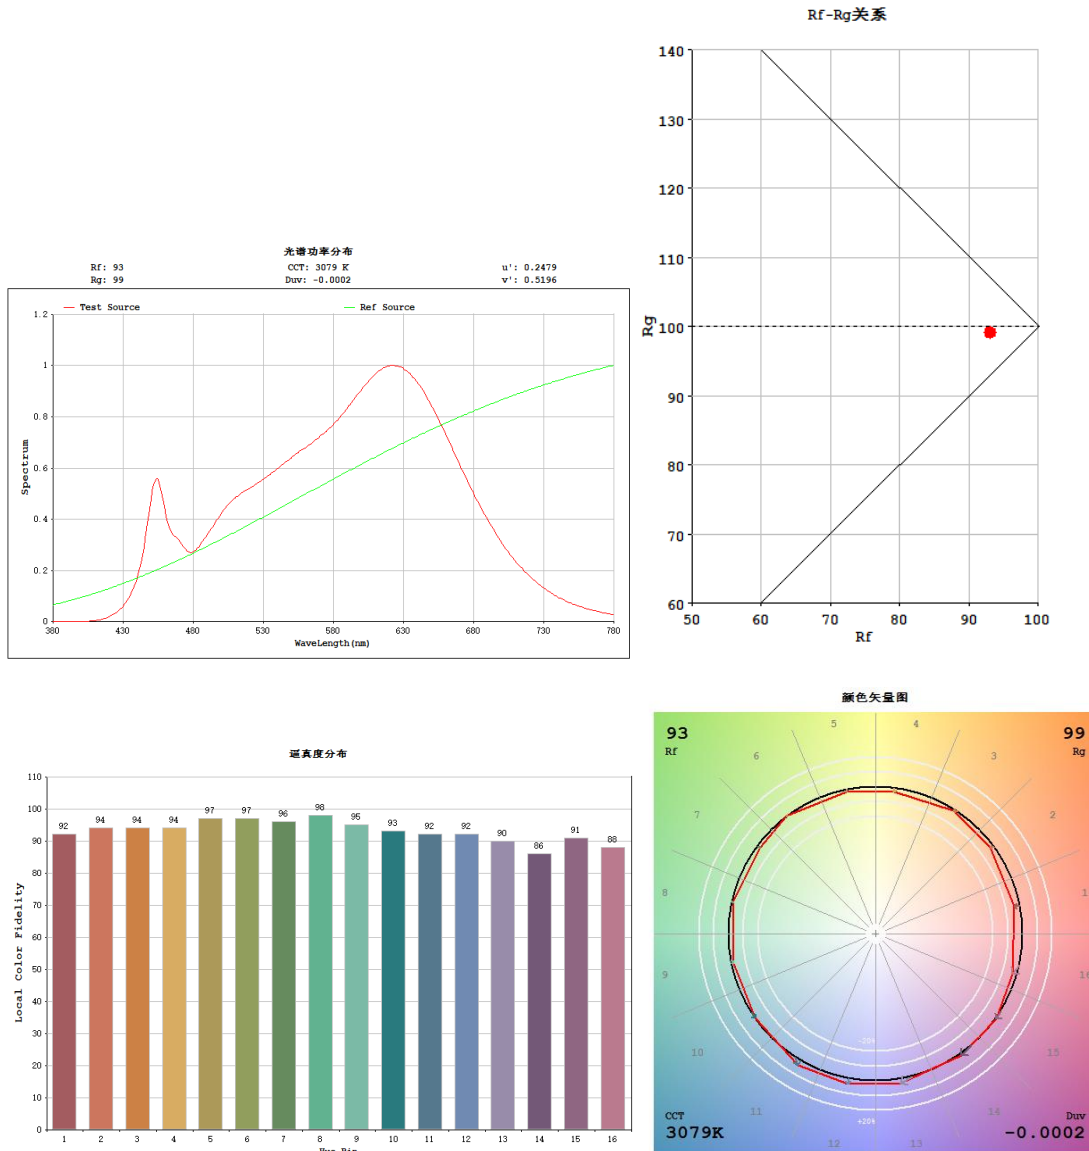 Rf-Rg关系
140
130
120
110
100
90
80
70
60
Rg
50 60 70 80 90 100
Rf
光谱功率分布
Rf: 93 CCT: 3079 K u': 0.2479
Rg: 99 Duv: -0.0002 v': 0.5196
Test Source Ref Source
1.2
1
0.8
0.6
0.4
0.2
0
Spectrum
380 430 480 530 580 630 680 730 780
WaveLength(nm)
逼真度分布
110
100
90
80
70
60
50
40
30
20
10
0
Local Color Fidelity
92 94 94 94 97 97 96 98 95 93 92 92 90 86 91 88
1 2 3 4 5 6 7 8 9 10 11 12 13 14 15 16
颜色矢量图
93 99
Rf Rg
5 4
6 3
7 2
8
9 16
10 15
-20%
11 14
+20%
12 13
CCT Duv
3079K -0.0002